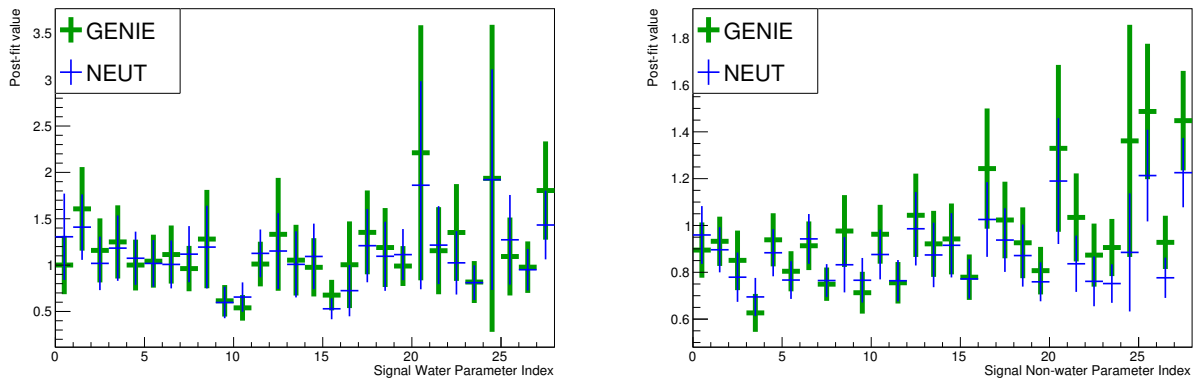 Post-fit value
GENIE
NEUT
3.5
3
2.5
2
1.5
1
0.5
0 5 10 15 20 25
Signal Water Parameter Index
Post-fit value
GENIE
NEUT
1.8
1.6
1.4
1.2
1
0.8
0.6
0 5 10 15 20 25
Signal Non-water Parameter Index